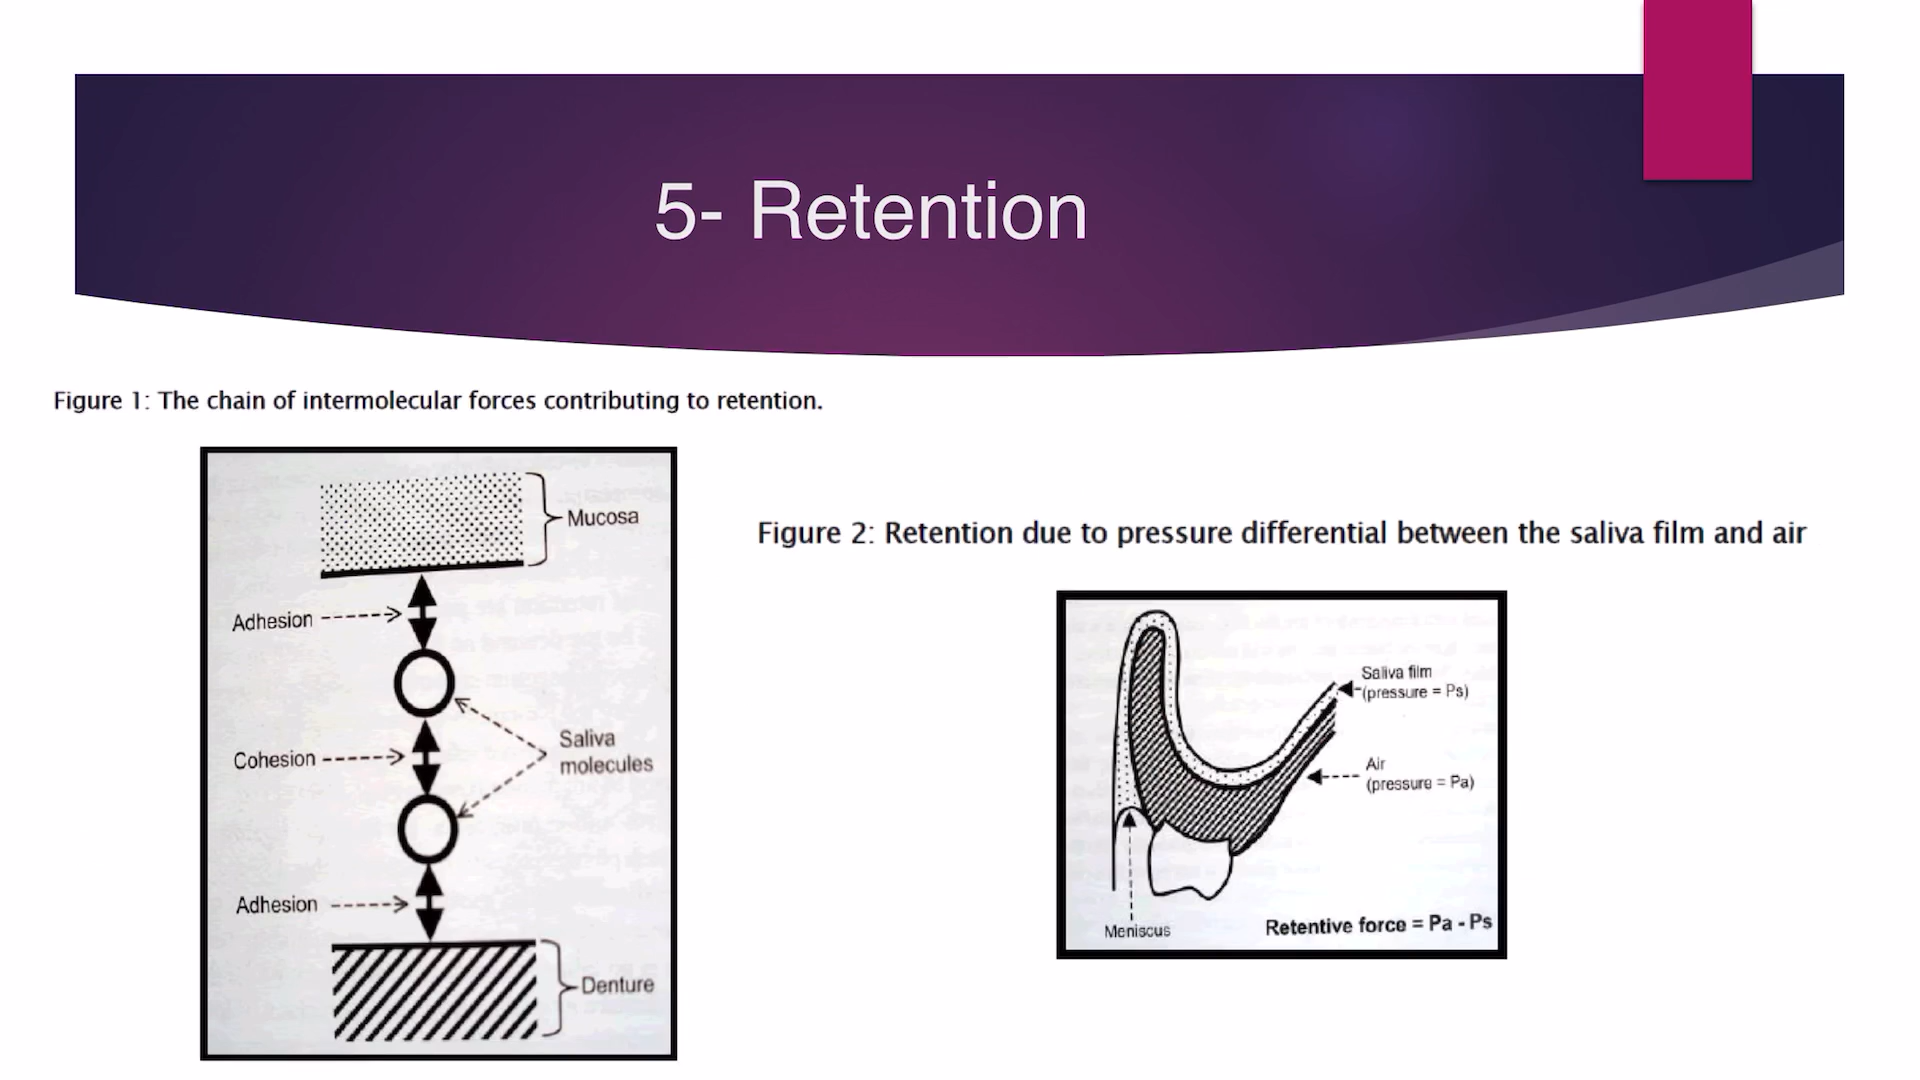 5- Retention
Figure 1: The chain of intermolecular forces contributing to retention.
Mucosa
Adhesion
Saliva
molecules
Cohesion
Adhesion
Denture
Figure 2: Retention due to pressure differential between the saliva film and air
Saliva film
(pressure = Ps)
Air
(pressure = Pa)
Meniscus
Retentive force = Pa - Ps